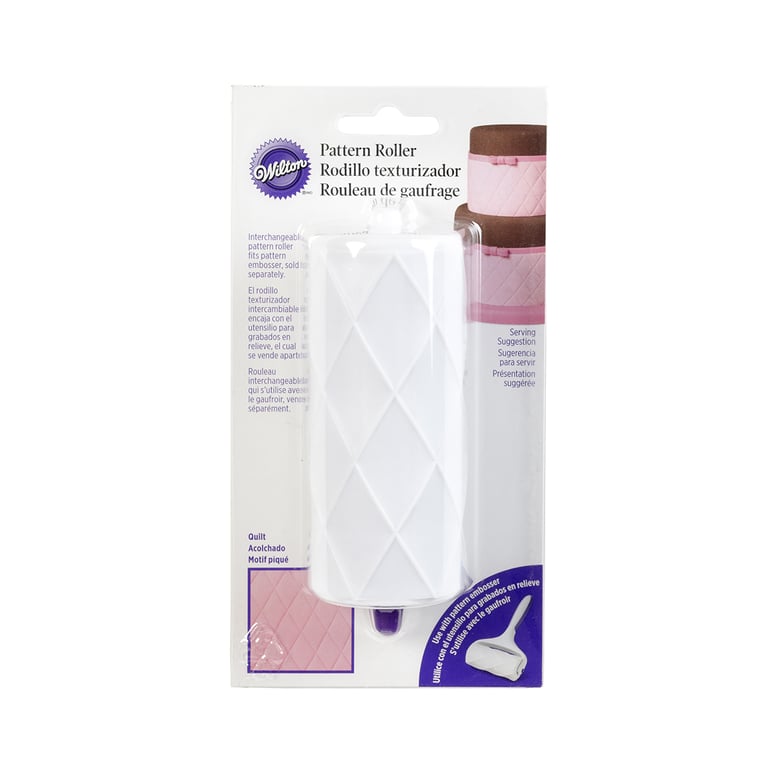 Wilton
Pattern Roller
Rodillo texturizador
Rouleau de gaufrage
Interchangeable
pattern roller
fits pattern
embosser, sold to
separately.
El rodillo
texturizador
intercambiable
encaja con el
utensilio para
grabados en
relieve, el cual
se vende aparte
Rouleau
interchangeable
qui s'utilise avec
le gaufroir, vendu
séparément.
Serving
Suggestion
Sugerencia
para servir
Présentation
suggérée
Quilt
Acolchado
Motif piqué
Use with pattern embosser
Utilice con el utensilio para grabados en relieve
S'utilise avec le gaufroir